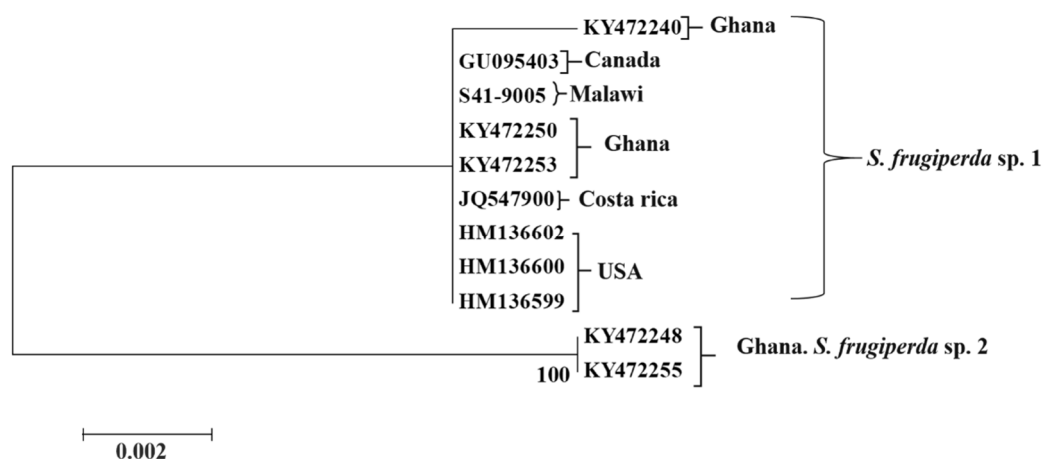 KY472240 Ghana
GU095403 Canada
S41-9005 Malawi
KY472250
Ghana
KY472253
S. frugiperda sp. 1
JQ547900 Costa rica
HM136602
HM136600 USA
HM136599
KY472248
Ghana. S. frugiperda sp. 2
100 KY472255
0.002